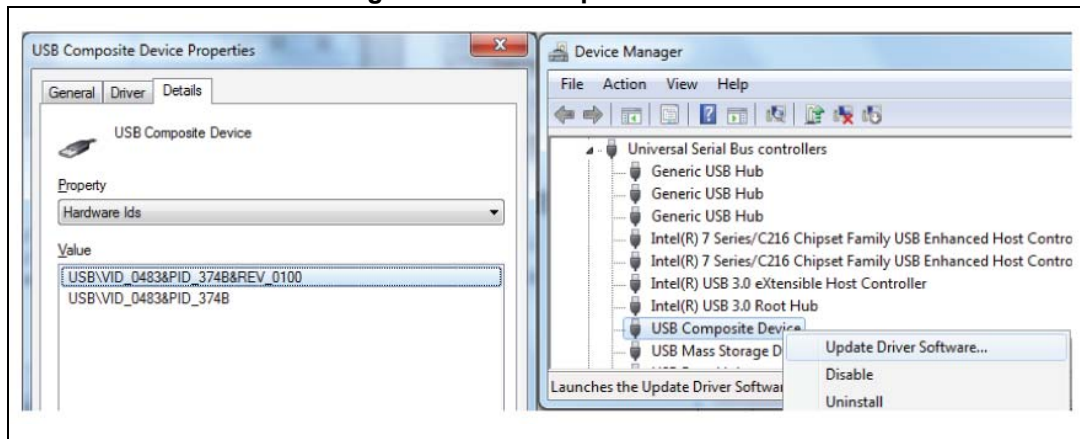 USB Composite Device Properties
General Driver Details
USB Composite Device
Property
Hardware Ids
Value
USB\VID_0483&PID_374B&REV_0100
USB\VID_0483&PID_374B
Device Manager
File Action View Help
Universal Serial Bus controllers
Generic USB Hub
Generic USB Hub
Generic USB Hub
Intel(R) 7 Series/C216 Chipset Family USB Enhanced Host Contro
Intel(R) 7 Series/C216 Chipset Family USB Enhanced Host Contro
Intel(R) USB 3.0 eXtensible Host Controller
Intel(R) USB 3.0 Root Hub
USB Composite Device
USB Mass Storage D
Update Driver Software...
Disable
Uninstall
Launches the Update Driver Softwar